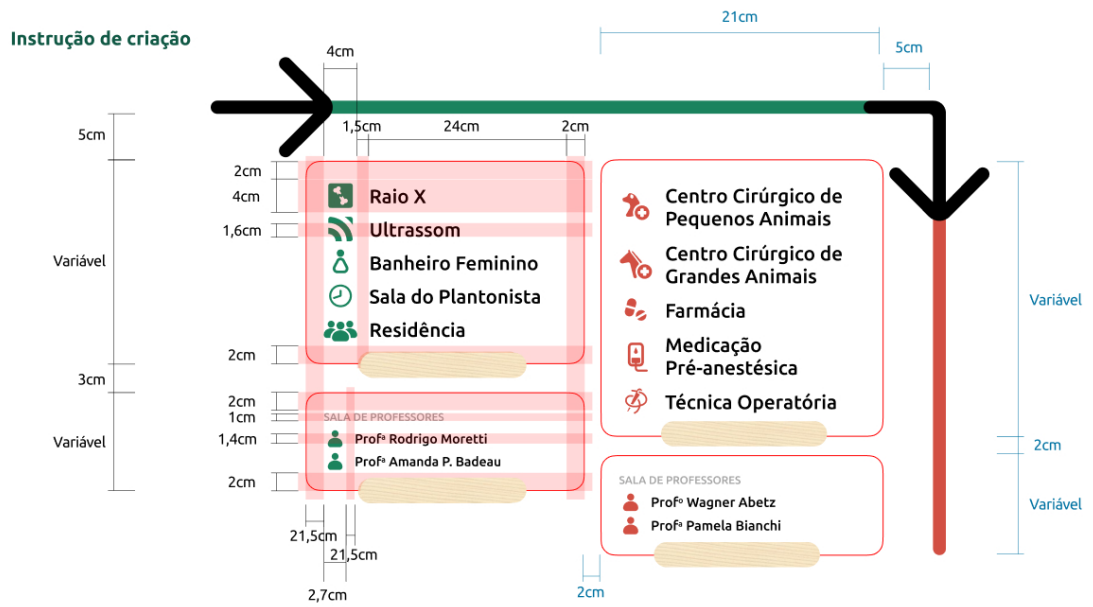 Instrução de criação
21cm
4cm
5cm
5cm
1,5cm
24cm
2cm
2cm
4cm
1,6cm
Variável
2cm
3cm
2cm
1cm
1,4cm
Variável
2cm
Raio X
Ultrassom
Banheiro Feminino
Sala do Plantonista
Residência
SALA DE PROFESSORES
Profª Rodrigo Moretti
Profª Amanda P. Badeau
21,5cm
21,5cm
2,7cm
Centro Cirúrgico de
Pequenos Animais
Centro Cirúrgico de
Grandes Animais
Farmácia
Medicação
Pré-anestésica
Técnica Operatória
SALA DE PROFESSORES
Profº Wagner Abetz
Profª Pamela Bianchi
Variável
2cm
Variável
2cm